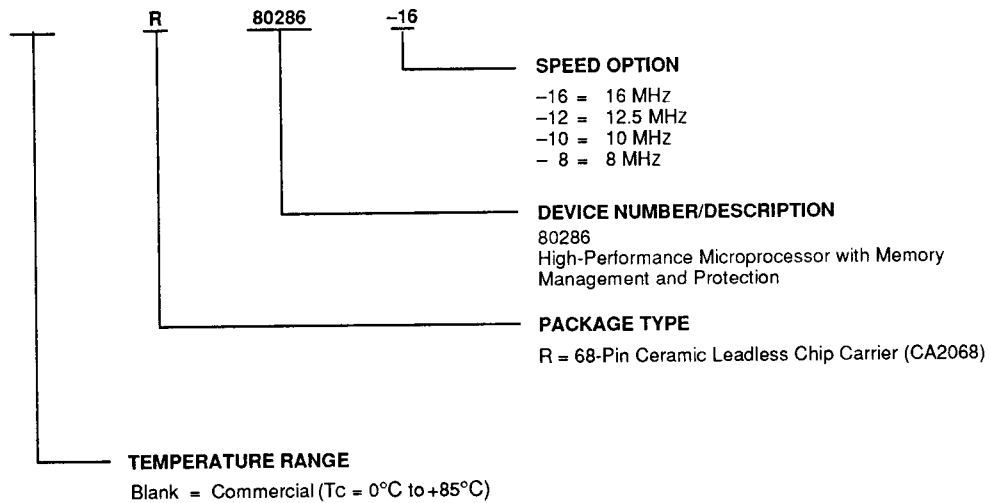 R 80286 –16
SPEED OPTION
–16 = 16 MHz
–12 = 12.5 MHz
–10 = 10 MHz
– 8 = 8 MHz
DEVICE NUMBER/DESCRIPTION
80286
High-Performance Microprocessor with Memory
Management and Protection
PACKAGE TYPE
R = 68-Pin Ceramic Leadless Chip Carrier (CA2068)
TEMPERATURE RANGE
Blank = Commercial (Tc = 0°C to +85°C)